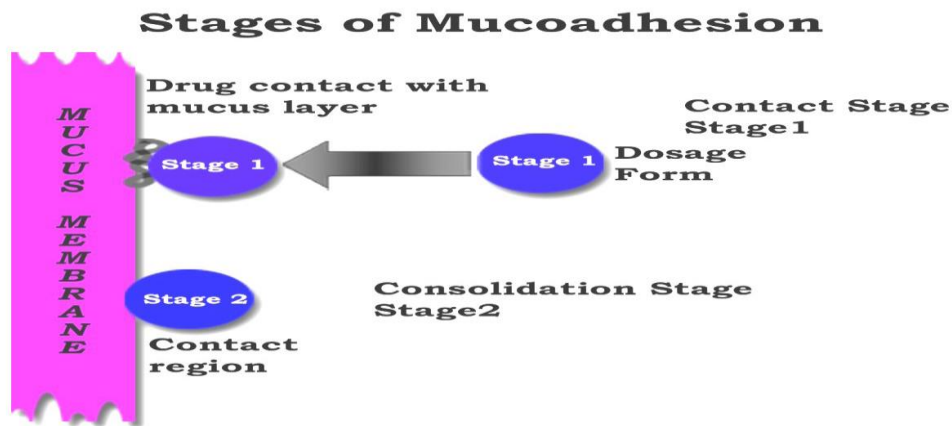 Stages of Mucoadhesion
Drug contact with
mucus layer
Contact Stage
Stage1
Stage 1
Stage 1
Dosage
Form
MUCUS MEMBRANE
Stage 2
Consolidation Stage
Stage2
Contact
region